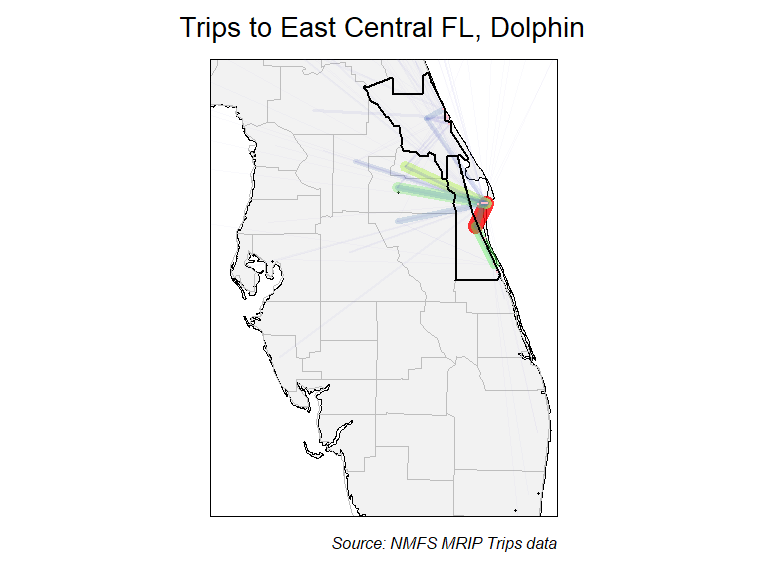 Trips to East Central FL, Dolphin
Source: NMFS MRIP Trips data